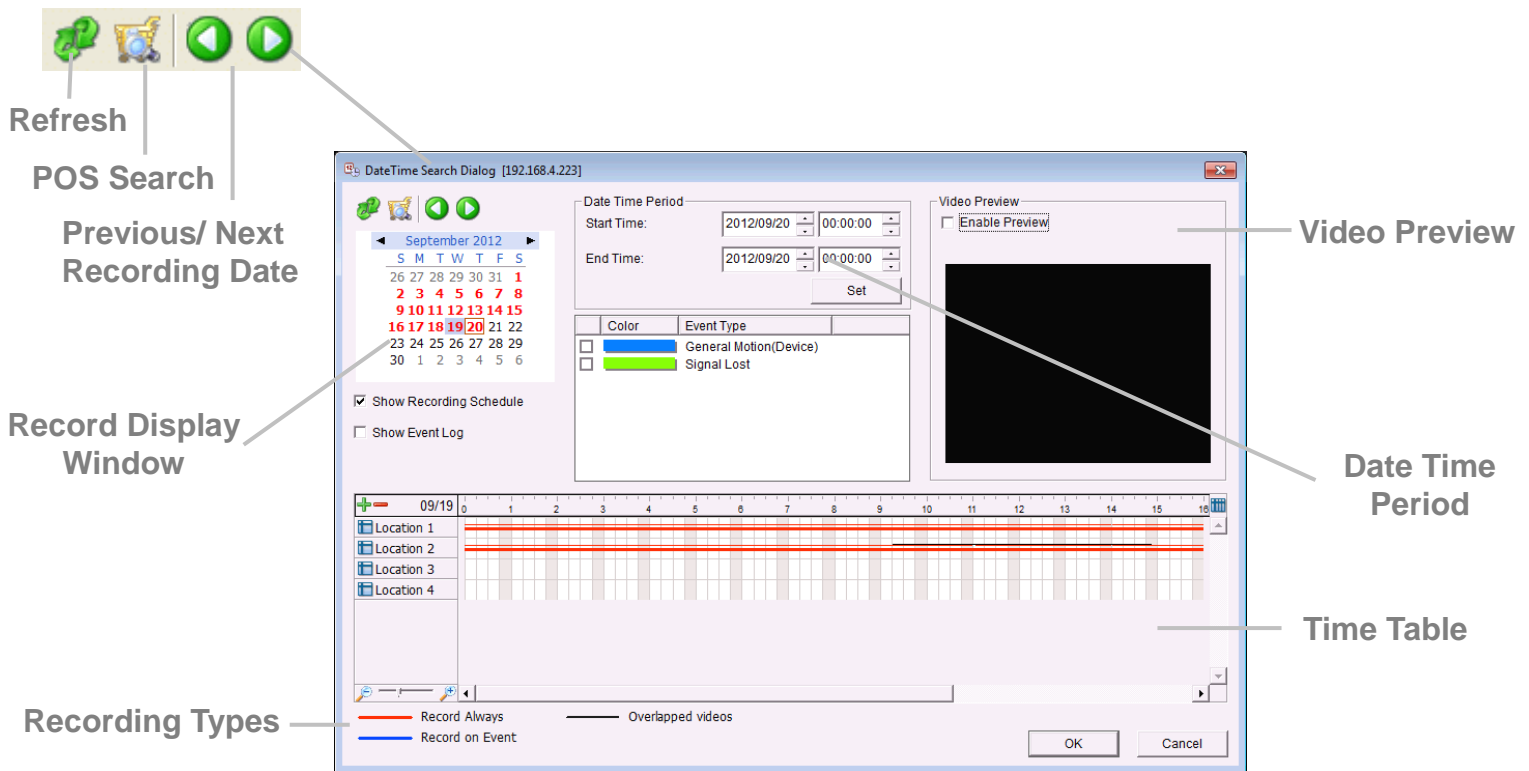 Refresh
POS Search
Previous/ Next
Recording Date
DateTime Search Dialog [192.168.4.223]
September 2012
S M T W T F S
26 27 28 29 30 31 1
2 3 4 5 6 7 8
9 10 11 12 13 14 15
16 17 18 19 20 21 22
23 24 25 26 27 28 29
30 1 2 3 4 5 6
Show Recording Schedule
Show Event Log
Date Time Period
Start Time: 2012/09/20 00:00:00
End Time: 2012/09/20 00:00:00
Set
Color Event Type
General Motion(Device)
Signal Lost
Video Preview
Enable Preview
Video Preview
Record Display
Window
Date Time
Period
09/19 0 1 2 3 4 5 6 7 8 9 10 11 12 13 14 15 16
Location 1
Location 2
Location 3
Location 4
Time Table
Recording Types
Record Always
Overlapped videos
Record on Event
OK
Cancel